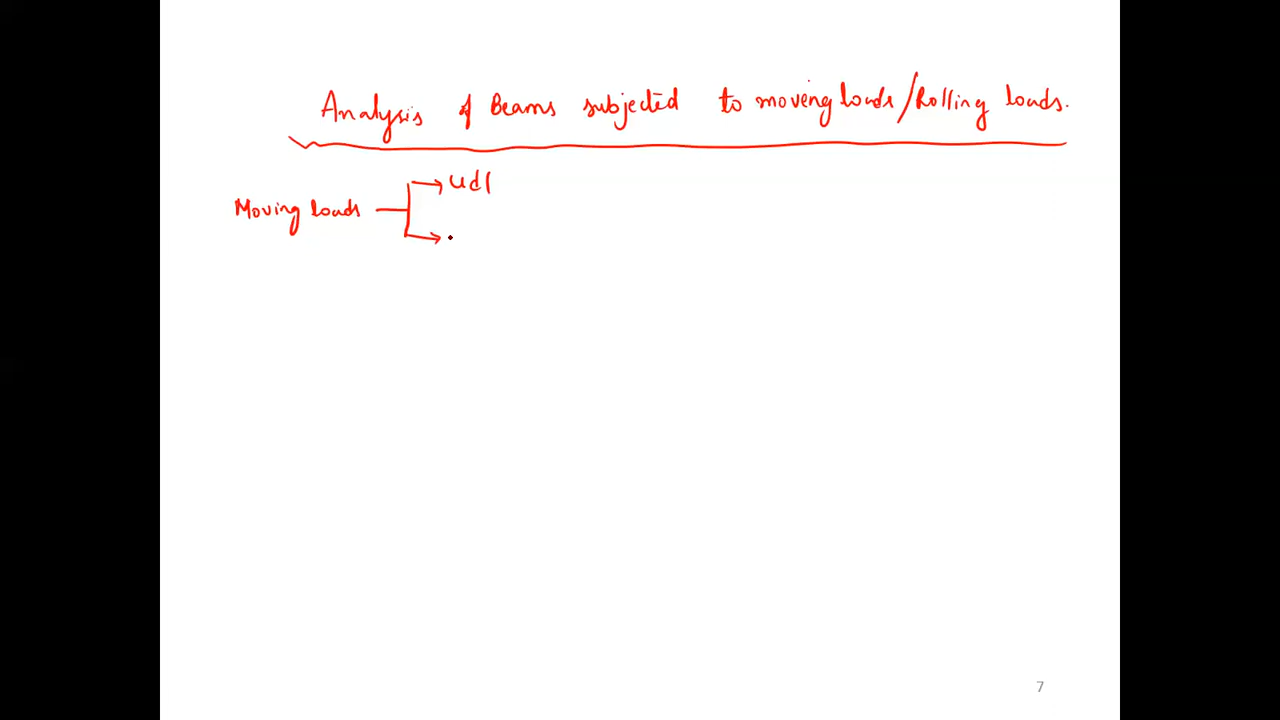 Analysis of Beams subjected to moving loads/Rolling loads.
udl
Moving loads
7